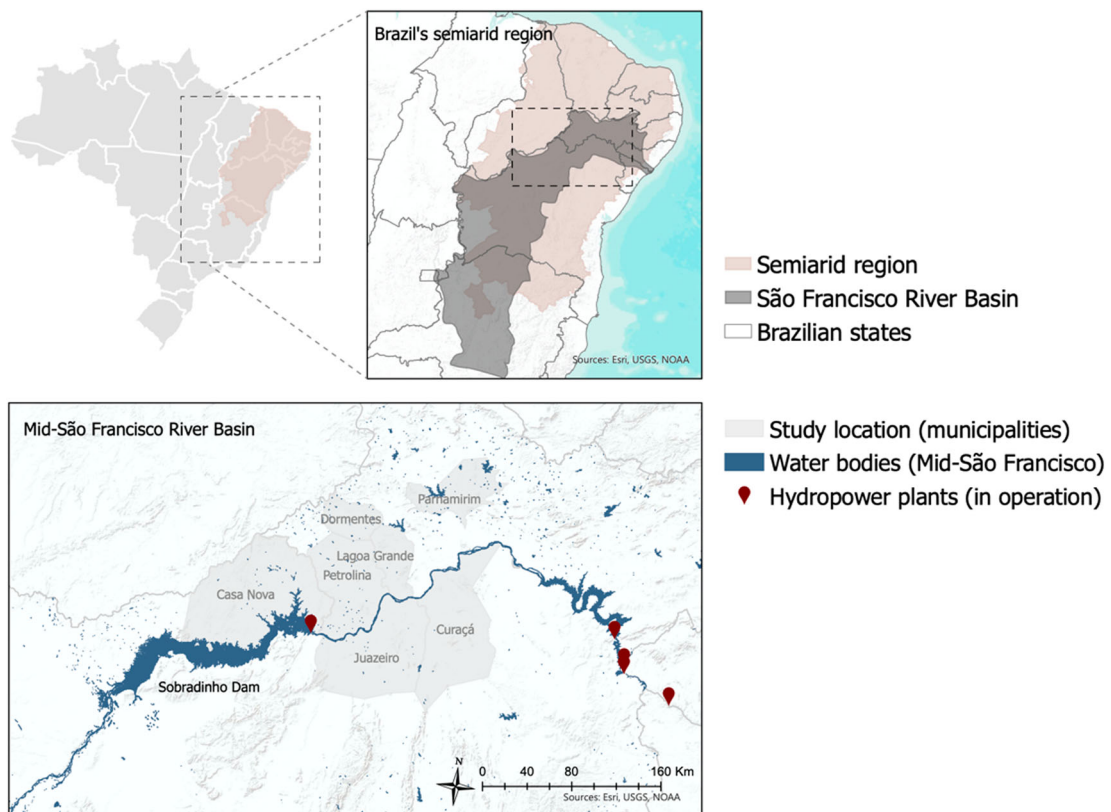 Brazil's semiarid region
Sources: Esri, USGS, NOAA
Semiarid region
São Francisco River Basin
Brazilian states
Mid-São Francisco River Basin
Parnamirim
Dormentes
Lagoa Grande
Petrolina
Casa Nova
Curaçá
Juazeiro
Sobradinho Dam
N
0 40 80 160 Km
Sources: Esri, USGS, NOAA
Study location (municipalities)
Water bodies (Mid-São Francisco)
Hydropower plants (in operation)